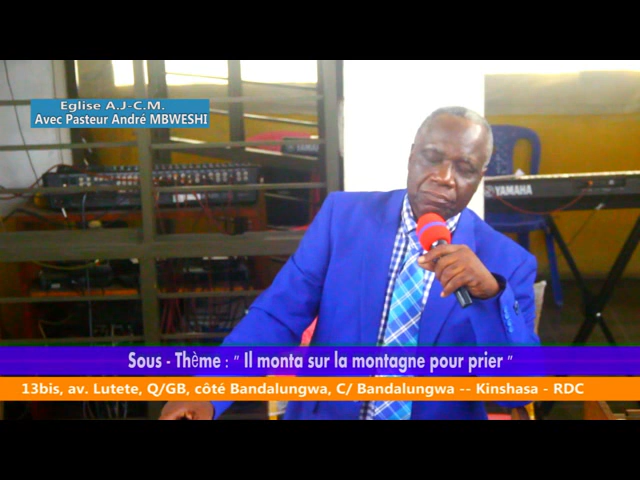 Eglise A.J-C.M.
Avec Pasteur André MBWESHI
YAMAHA
Sous - Thème : " Il monta sur la montagne pour prier "
13bis, av. Lutete, Q/GB, côté Bandalungwa, C/ Bandalungwa -- Kinshasa - RDC